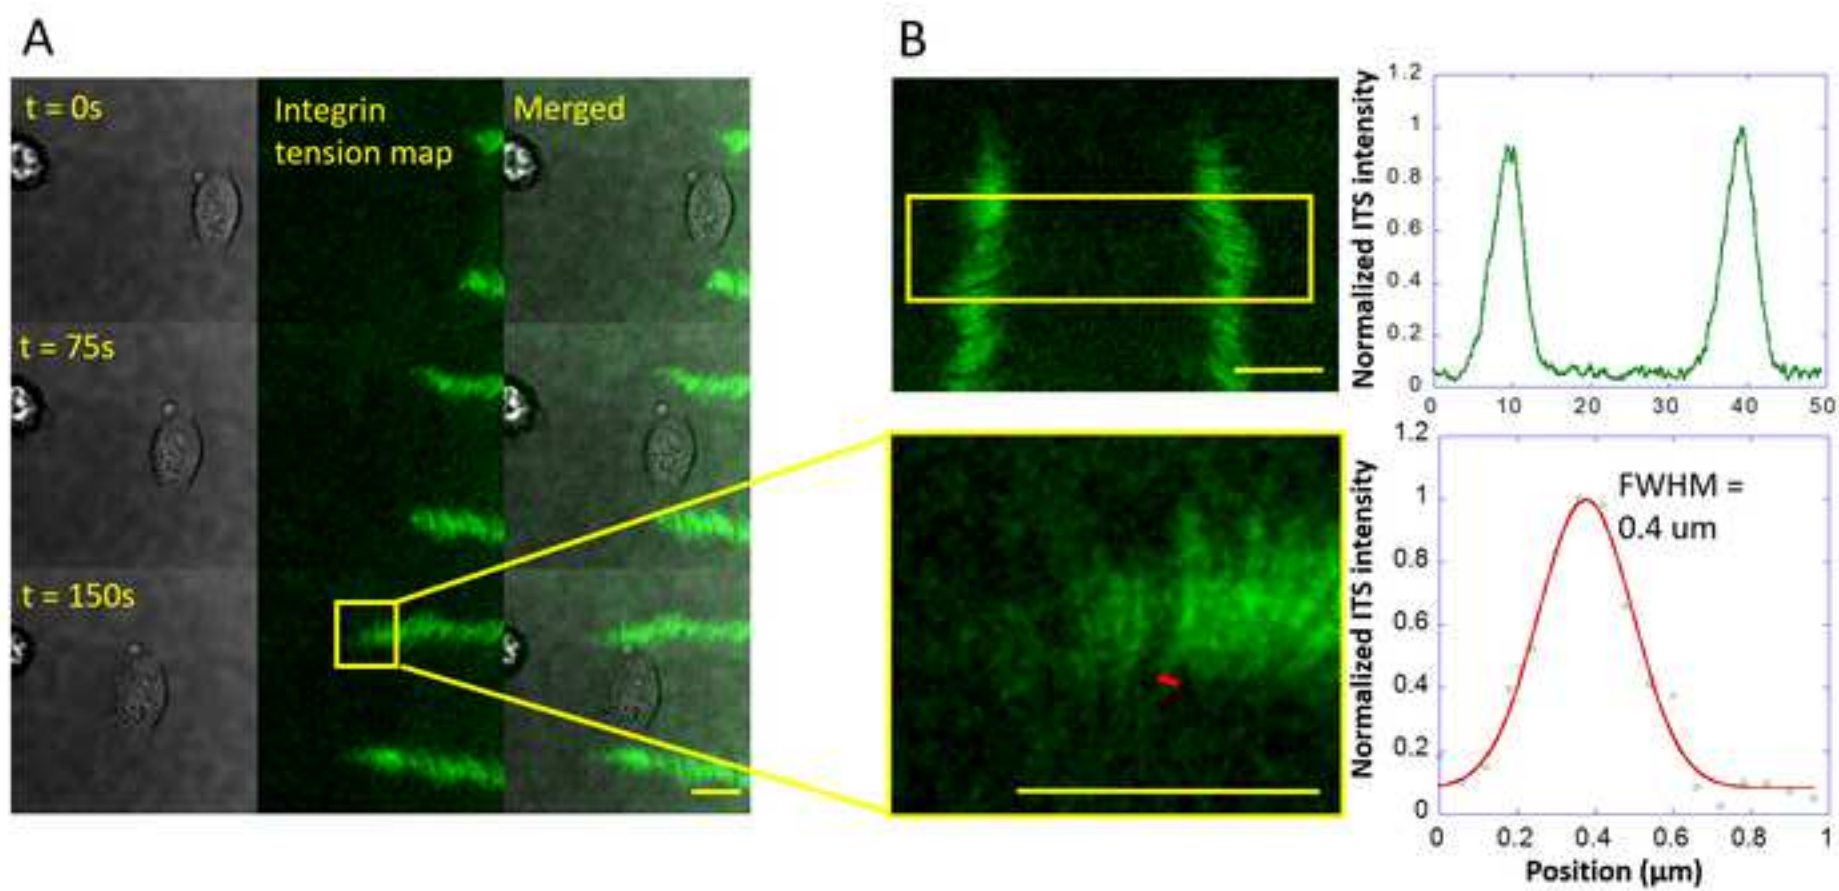 A
t = 0s
Integrin
tension map
Merged
t = 75s
t = 150s
B
Normalized ITS intensity
1.2
1
0.8
0.6
0.4
0.2
0
0 10 20 30 40 50
Normalized ITS intensity
1.2
1
0.8
0.6
0.4
0.2
0
FWHM =
0.4 um
0 0.2 0.4 0.6 0.8 1
Position (μm)